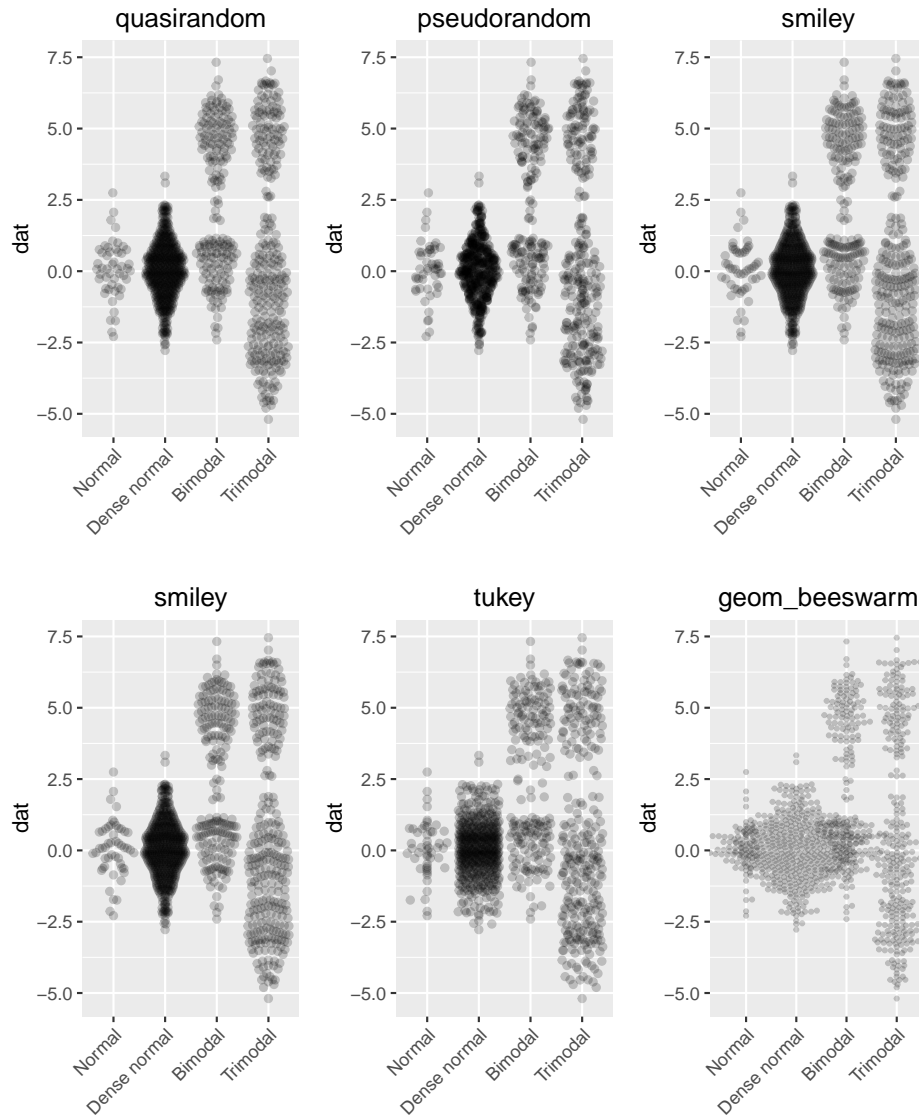 quasirandom
dat
7.5
5.0
2.5
0.0
−2.5
−5.0
Normal
Dense normal
Bimodal
Trimodal
pseudorandom
dat
7.5
5.0
2.5
0.0
−2.5
−5.0
Normal
Dense normal
Bimodal
Trimodal
smiley
dat
7.5
5.0
2.5
0.0
−2.5
−5.0
Normal
Dense normal
Bimodal
Trimodal
smiley
dat
7.5
5.0
2.5
0.0
−2.5
−5.0
Normal
Dense normal
Bimodal
Trimodal
tukey
dat
7.5
5.0
2.5
0.0
−2.5
−5.0
Normal
Dense normal
Bimodal
Trimodal
geom_beeswarm
dat
7.5
5.0
2.5
0.0
−2.5
−5.0
Normal
Dense normal
Bimodal
Trimodal